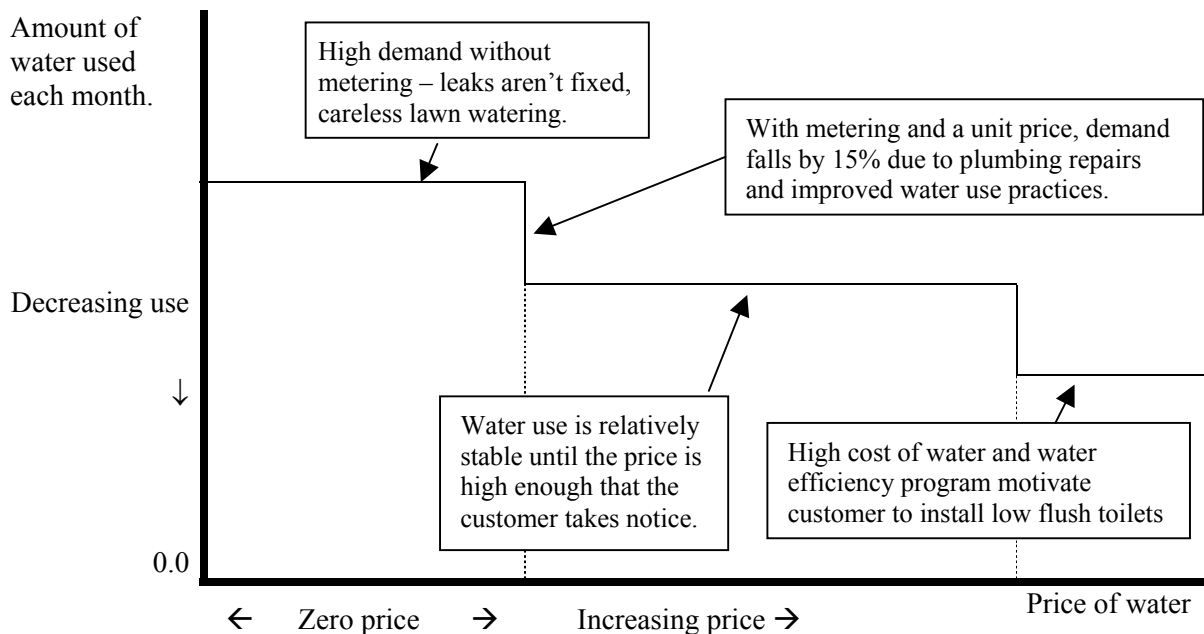 Amount of
water used
each month.
High demand without
metering – leaks aren't fixed,
careless lawn watering.
With metering and a unit price, demand
falls by 15% due to plumbing repairs
and improved water use practices.
Decreasing use
↓
Water use is relatively
stable until the price is
high enough that the
customer takes notice.
High cost of water and water
efficiency program motivate
customer to install low flush toilets
0.0
Price of water
← Zero price → Increasing price →